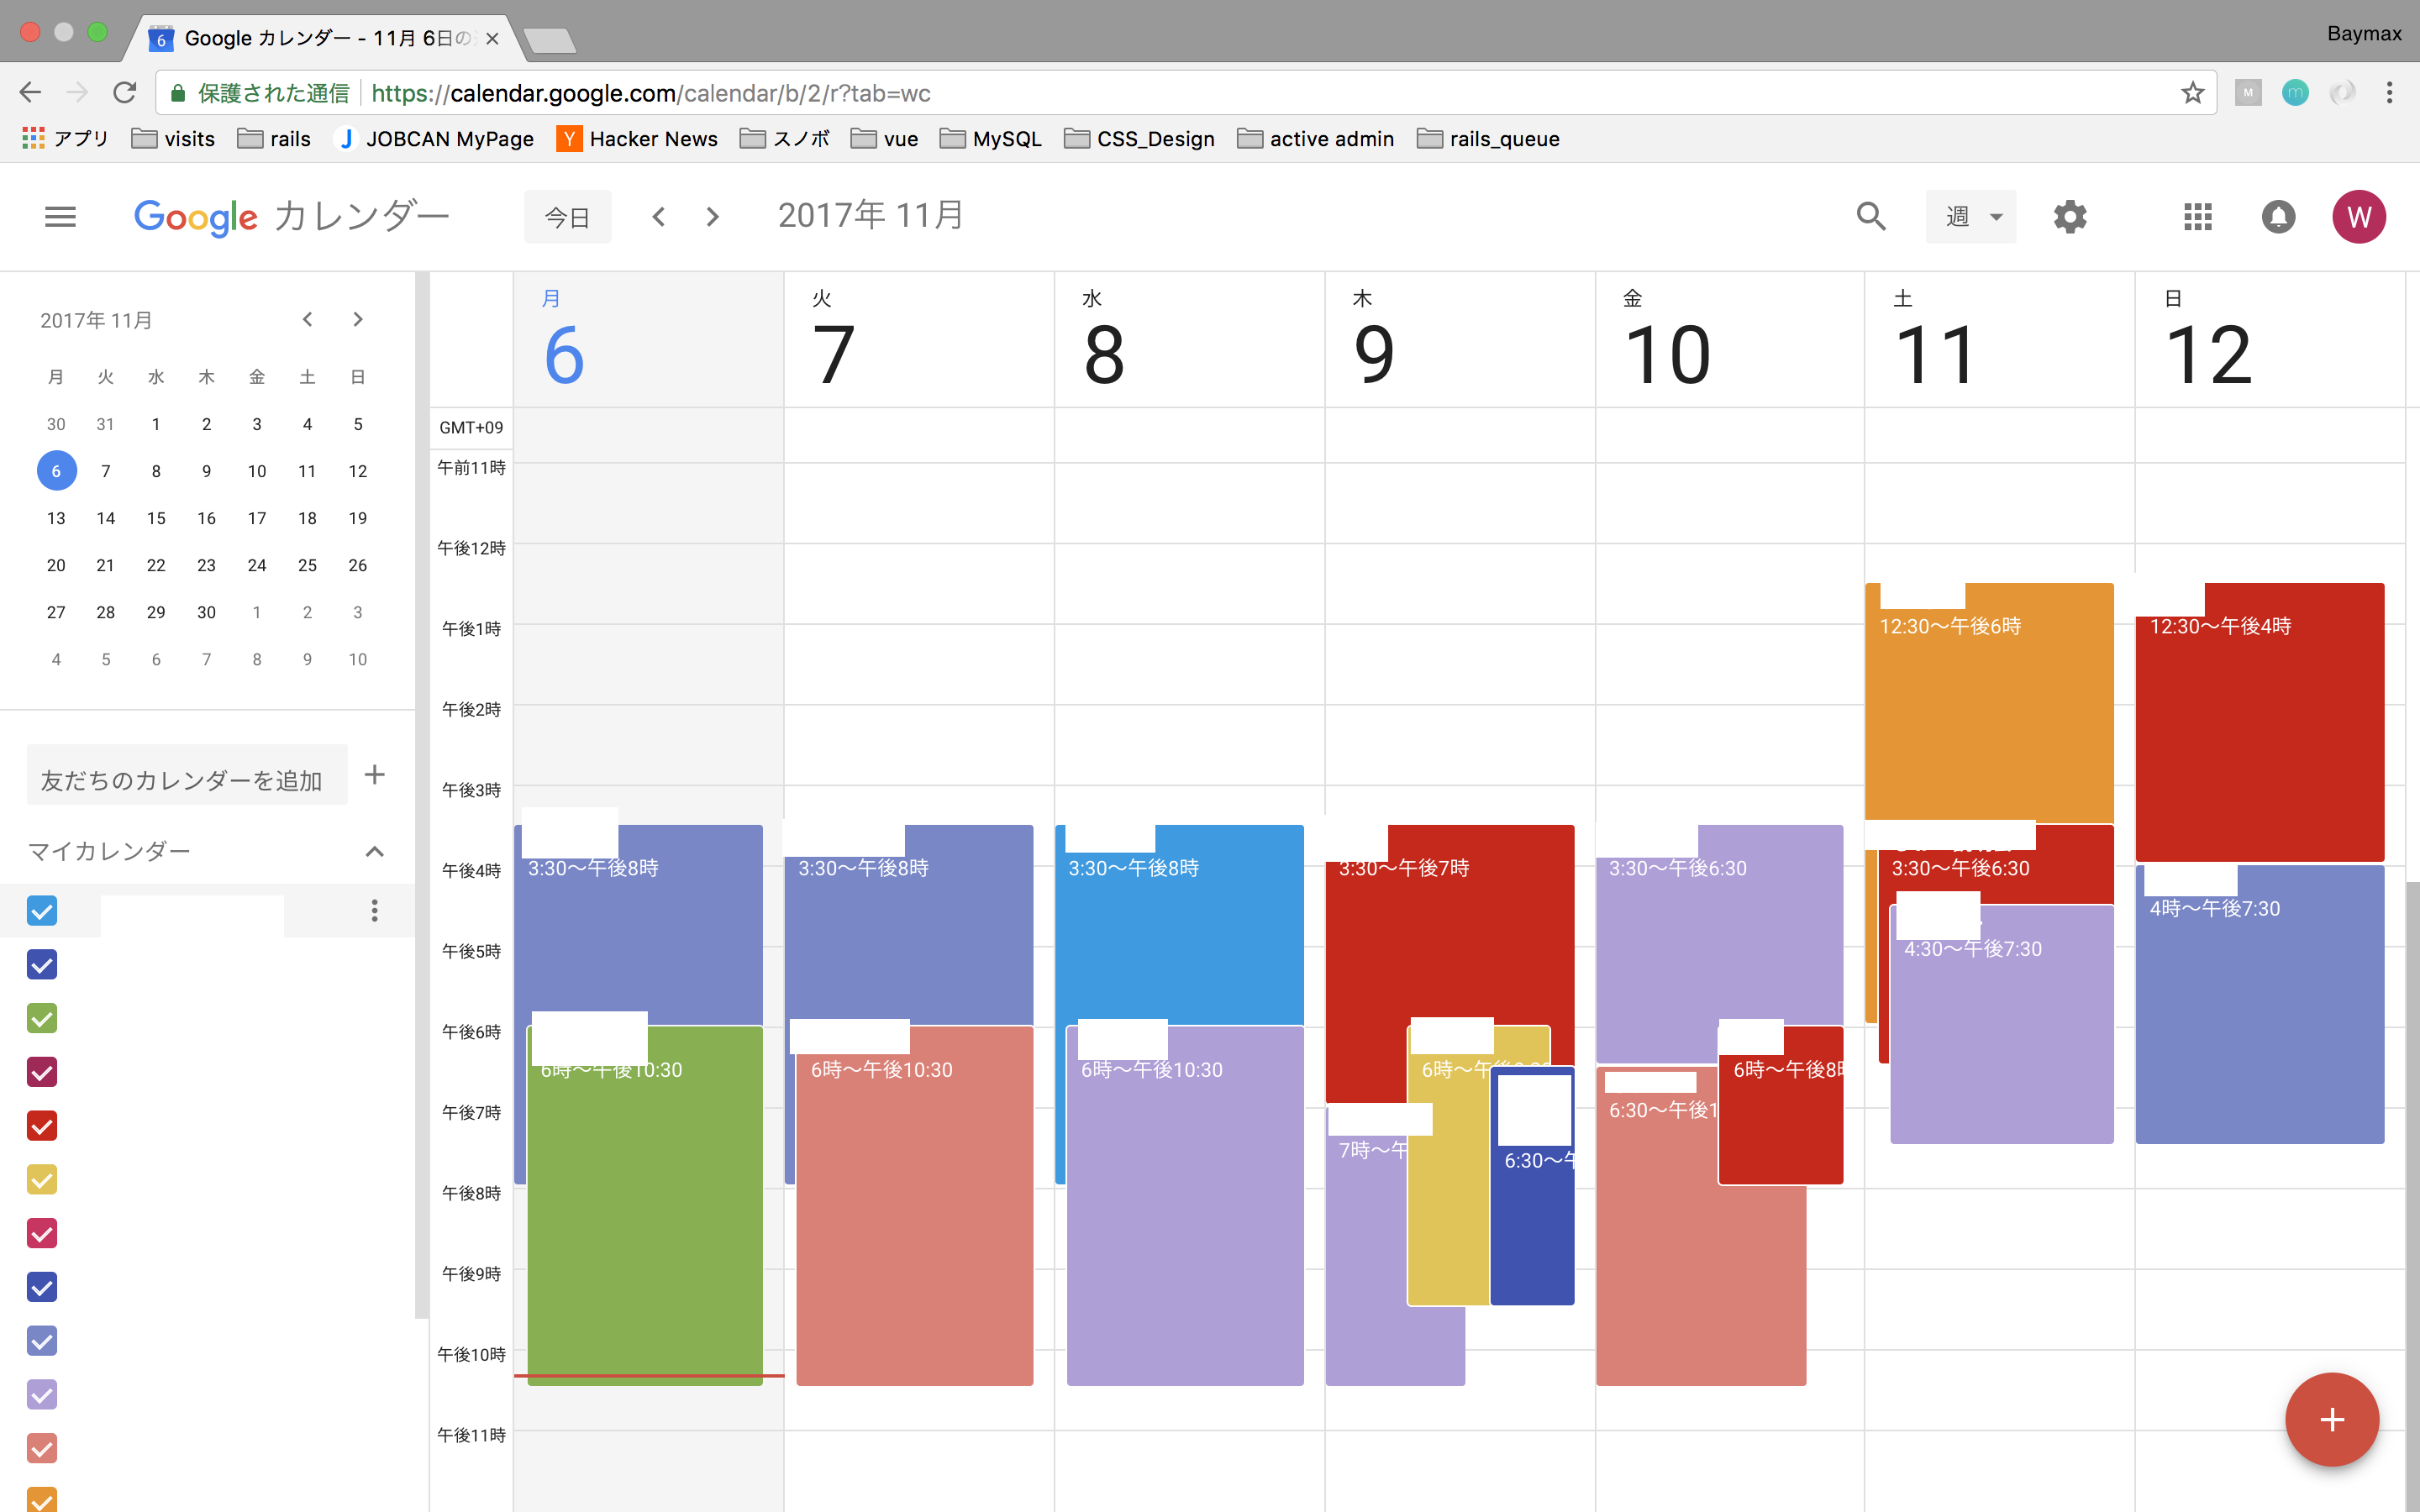 Google カレンダー - 11月 6日の
Baymax
保護された通信 https://calendar.google.com/calendar/b/2/r?tab=wc
アプリ visits rails JOBCAN MyPage Hacker News スノボ vue MySQL CSS_Design active admin rails_queue
Google カレンダー 今日 2017年 11月 週 W
2017年 11月
月 火 水 木 金 土 日
30 31 1 2 3 4 5
6 7 8 9 10 11 12
13 14 15 16 17 18 19
20 21 22 23 24 25 26
27 28 29 30 1 2 3
4 5 6 7 8 9 10
友だちのカレンダーを追加
マイカレンダー
月 火 水 木 金 土 日
6 7 8 9 10 11 12
GMT+09
午前11時
午後12時
午後1時
午後2時
午後3時
午後4時
午後5時
午後6時
午後7時
午後8時
午後9時
午後10時
午後11時
3:30～午後8時
6時～午後10:30
3:30～午後8時
6時～午後10:30
3:30～午後8時
6時～午後10:30
3:30～午後7時
6時～午
6:30～午
7時～午
3:30～午後6:30
6時～午後8時
6:30～午後1
12:30～午後6時
3:30～午後6:30
4:30～午後7:30
12:30～午後4時
4時～午後7:30